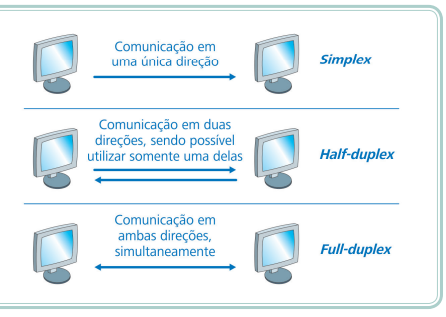 Comunicação em
uma única direção
Simplex
Comunicação em duas
direções, sendo possível
utilizar somente uma delas
Half-duplex
Comunicação em
ambas direções,
simultaneamente
Full-duplex